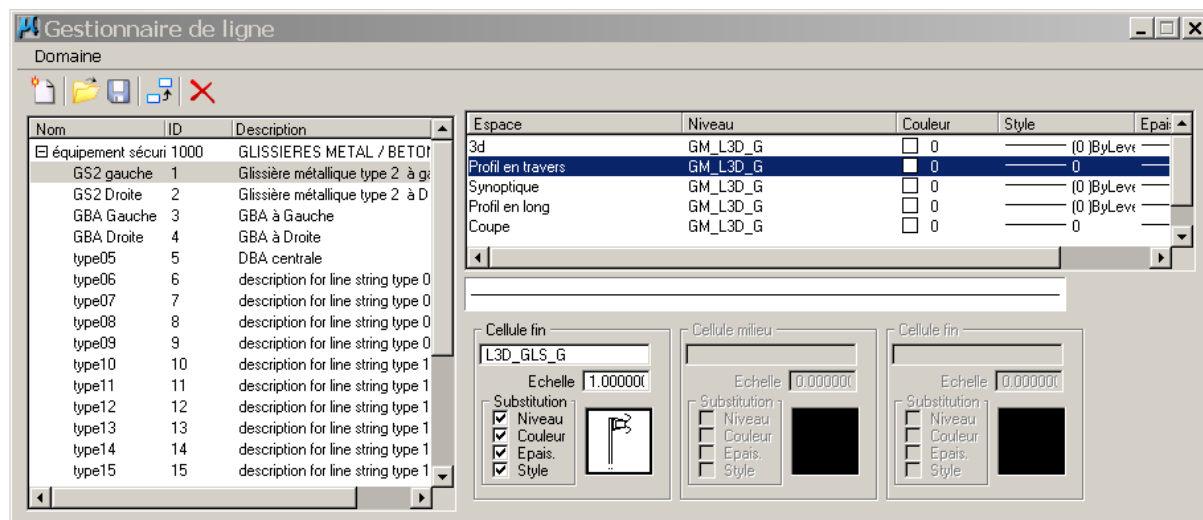 Gestionnaire de ligne
Domaine
Nom ID Description
équipement sécuri 1000 GLISSIERES METAL / BETO
GS2 gauche 1 Glissière métallique type 2 à ga
GS2 Droite 2 Glissière métallique type 2 à D
GBA Gauche 3 GBA à Gauche
GBA Droite 4 GBA à Droite
type05 5 DBA centrale
type06 6 description for line string type 0
type07 7 description for line string type 0
type08 8 description for line string type 0
type09 9 description for line string type 0
type10 10 description for line string type 1
type11 11 description for line string type 1
type12 12 description for line string type 1
type13 13 description for line string type 1
type14 14 description for line string type 1
type15 15 description for line string type 1
Espace Niveau Couleur Style Epai
3d GM_L3D_G 0 (0 )ByLeve
Profil en travers GM_L3D_G 0 0
Synoptique GM_L3D_G 0 (0 )ByLeve
Profil en long GM_L3D_G 0 (0 )ByLeve
Coupe GM_L3D_G 0 0
Cellule fin
L3D_GLS_G
Echelle 1.000000
Substitution
Niveau
Couleur
Epais.
Style
Cellule milieu
Echelle 0.000000
Substitution
Niveau
Couleur
Epais.
Style
Cellule fin
Echelle 0.000000
Substitution
Niveau
Couleur
Epais.
Style